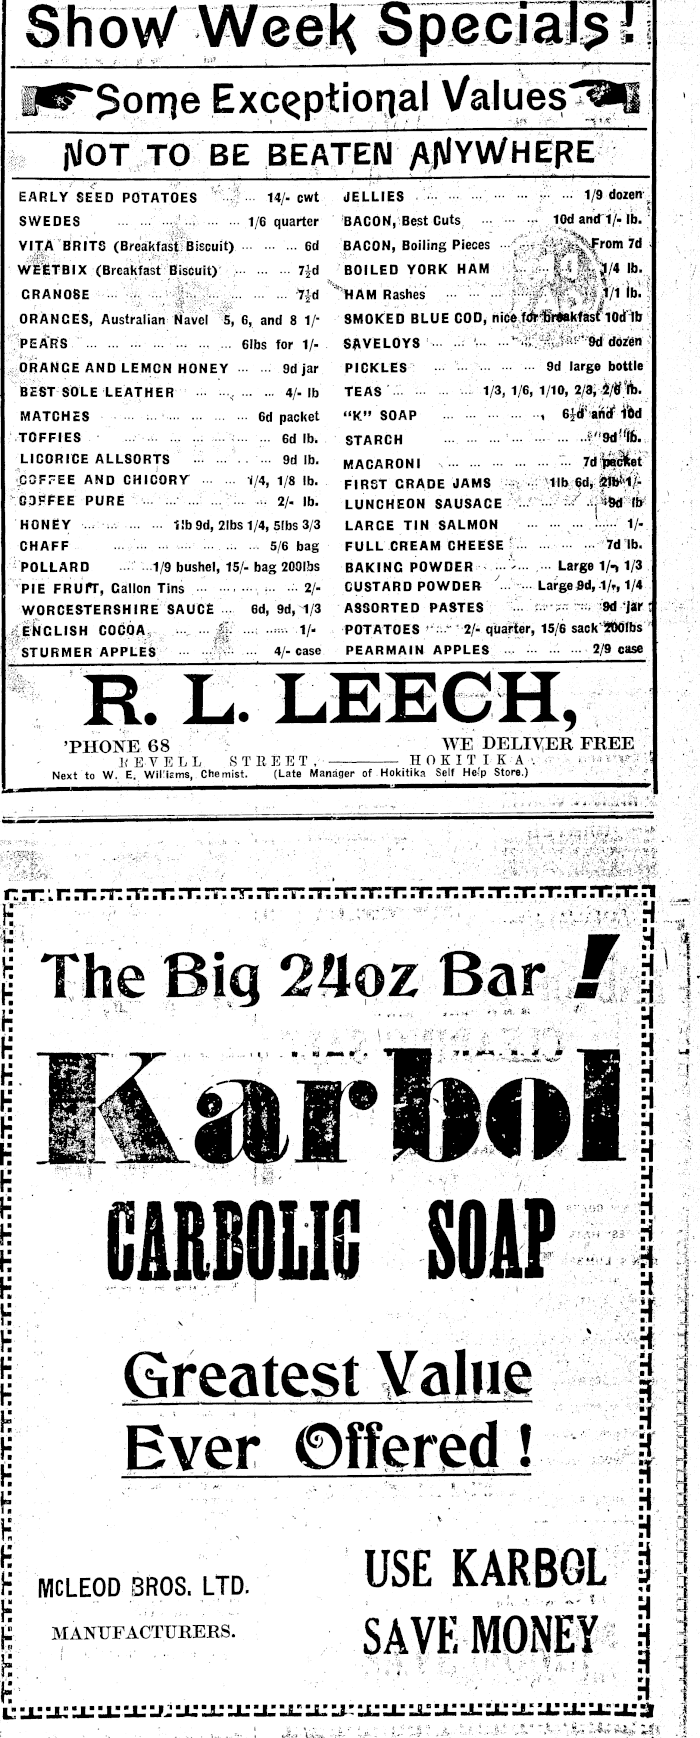 Show Week Specials!
Some Exceptional Values
NOT TO BE BEATEN ANYWHERE
EARLY SEED POTATOES ... 14/- cwt
SWEDES ... 1/6 quarter
VITA BRITS (Breakfast Biscuit) ... 6d
WEETBIX (Breakfast Biscuit) ... 7½d
GRANOSE ... 7½d
ORANGES, Australian Navel 5, 6, and 8 1/-
PEARS ... 6lbs for 1/-
ORANGE AND LEMON HONEY ... 9d jar
BEST SOLE LEATHER ... 4/- lb
MATCHES ... 6d packet
TOFFIES ... 6d lb.
LICORICE ALLSORTS ... 9d lb.
COFFEE AND CHICORY ... 1/4, 1/8 lb.
COFFEE PURE ... 2/- lb.
HONEY ... 1lb 9d, 2lbs 1/4, 5lbs 3/3
CHAFF ... 5/6 bag
POLLARD ... 1/9 bushel, 15/- bag 200lbs
PIE FRUIT, Gallon Tins ... 2/-
WORCESTERSHIRE SAUCE ... 6d, 9d, 1/3
ENGLISH COCOA ... 1/-
STURMER APPLES ... 4/- case
JELLIES ... 1/9 dozen
BACON, Best Cuts ... 10d and 1/- lb.
BACON, Boiling Pieces ... From 7d
BOILED YORK HAM ... 1/4 lb.
HAM Rashes ... 1/1 lb.
SMOKED BLUE COD, nice for breakfast 10d lb
SAVELOYS ... 9d dozen
PICKLES ... 9d large bottle
TEAS ... 1/3, 1/6, 1/10, 2/3, 2/6 lb.
"K" SOAP ... 6½d and 10d
STARCH ... 9d lb.
MACARONI ... 7d packet
FIRST GRADE JAMS ... 1lb 6d, 2lb 1/-
LUNCHEON SAUSAGE ... 9d lb
LARGE TIN SALMON ... 1/-
FULL CREAM CHEESE ... 7d lb.
BAKING POWDER ... Large 1/-, 1/3
CUSTARD POWDER ... Large 9d, 1/-, 1/4
ASSORTED PASTES ... 9d jar
POTATOES ... 2/- quarter, 15/6 sack 200lbs
PEARMAIN APPLES ... 2/9 case
R. L. LEECH,
'PHONE 68 WE DELIVER FREE
REVELL STREET, HOKITIKA.
Next to W. E. Williams, Chemist. (Late Manager of Hokitika Self Help Store.)
The Big 24oz Bar !
Karbol
CARBOLIC SOAP
Greatest Value
Ever Offered !
McLEOD BROS. LTD.
MANUFACTURERS.
USE KARBOL
SAVE MONEY